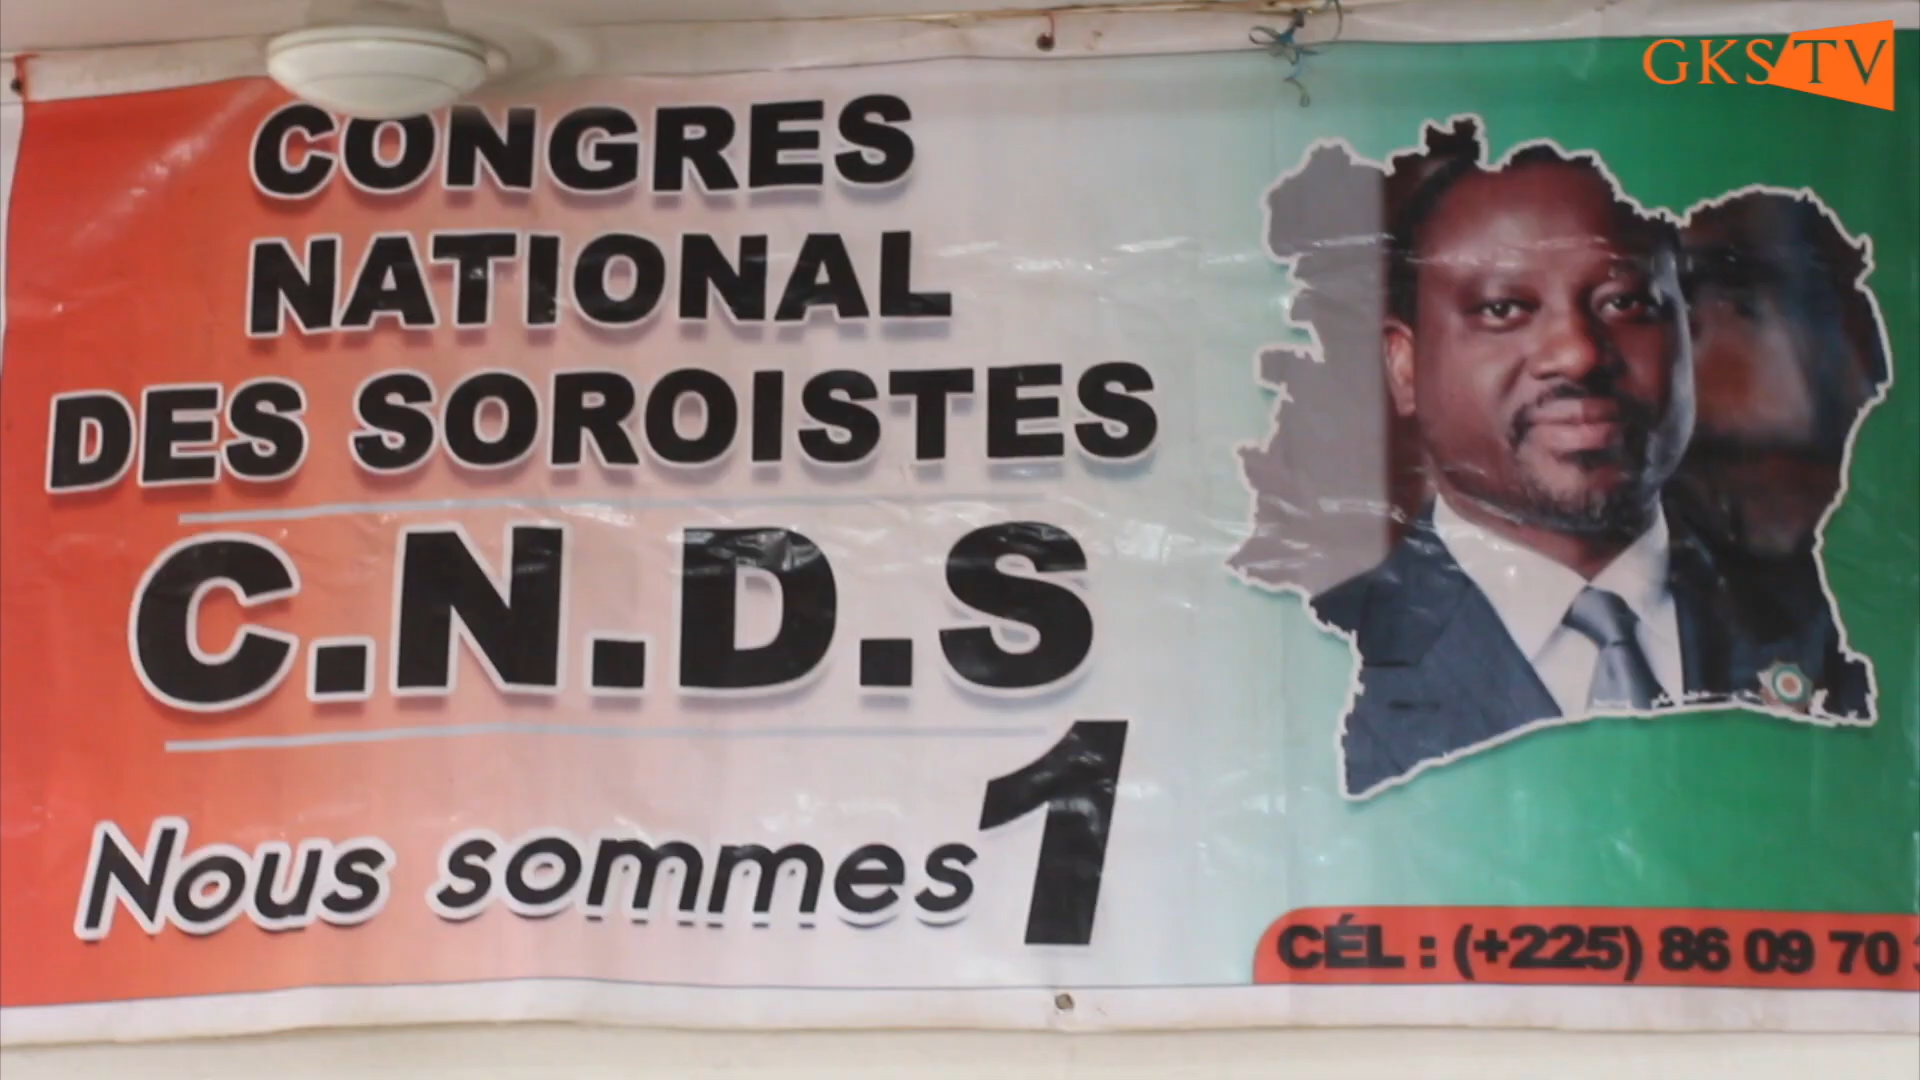 GKS TV
CONGRES
NATIONAL
DES SOROISTES
C.N.D.S
Nous sommes 1
CÉL : (+225) 86 09 70